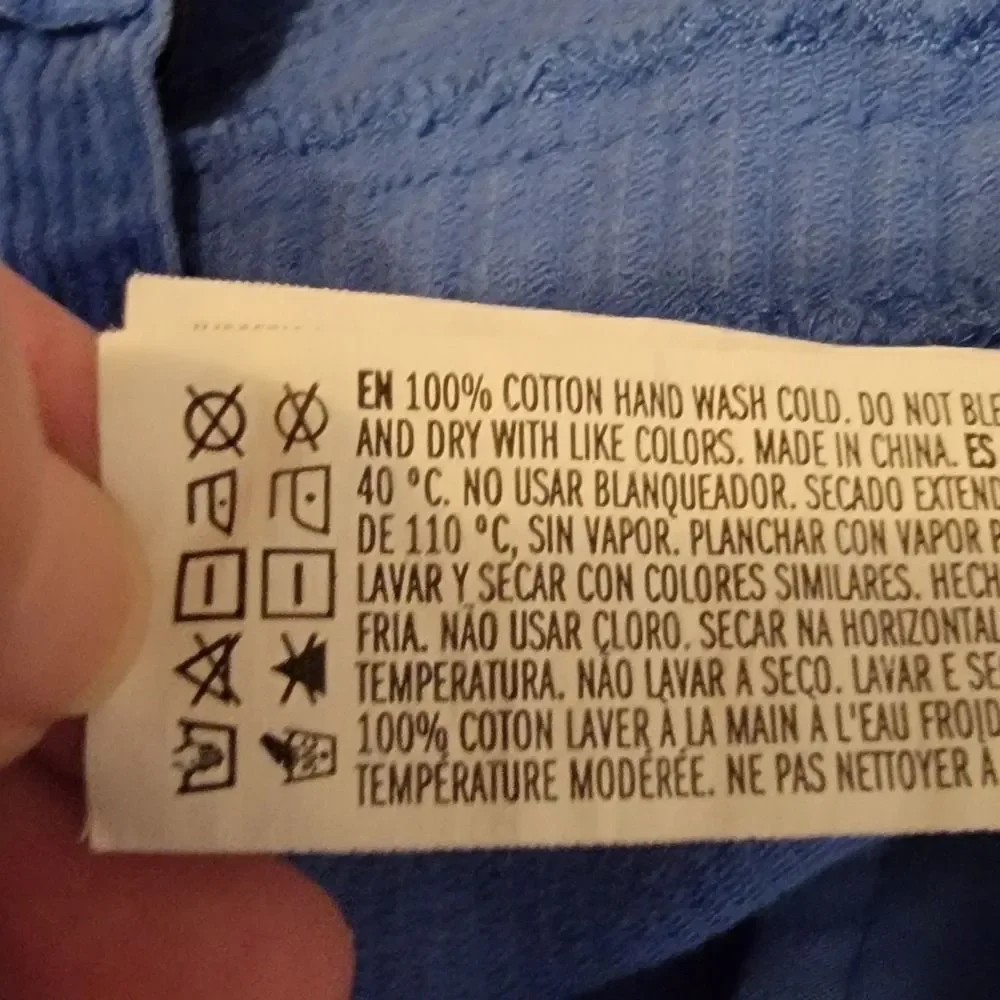 EN 100% COTTON HAND WASH COLD. DO NOT BLE
AND DRY WITH LIKE COLORS. MADE IN CHINA. ES
40 °C. NO USAR BLANQUEADOR. SECADO EXTEND
DE 110 °C, SIN VAPOR. PLANCHAR CON VAPOR P
LAVAR Y SECAR CON COLORES SIMILARES. HECH
FRIA. NÃO USAR CLORO. SECAR NA HORIZONTAL
TEMPERATURA. NÃO LAVAR A SECO. LAVAR E SE
100% COTON LAVER À LA MAIN À L'EAU FROID
TEMPÉRATURE MODÉRÉE. NE PAS NETTOYER À